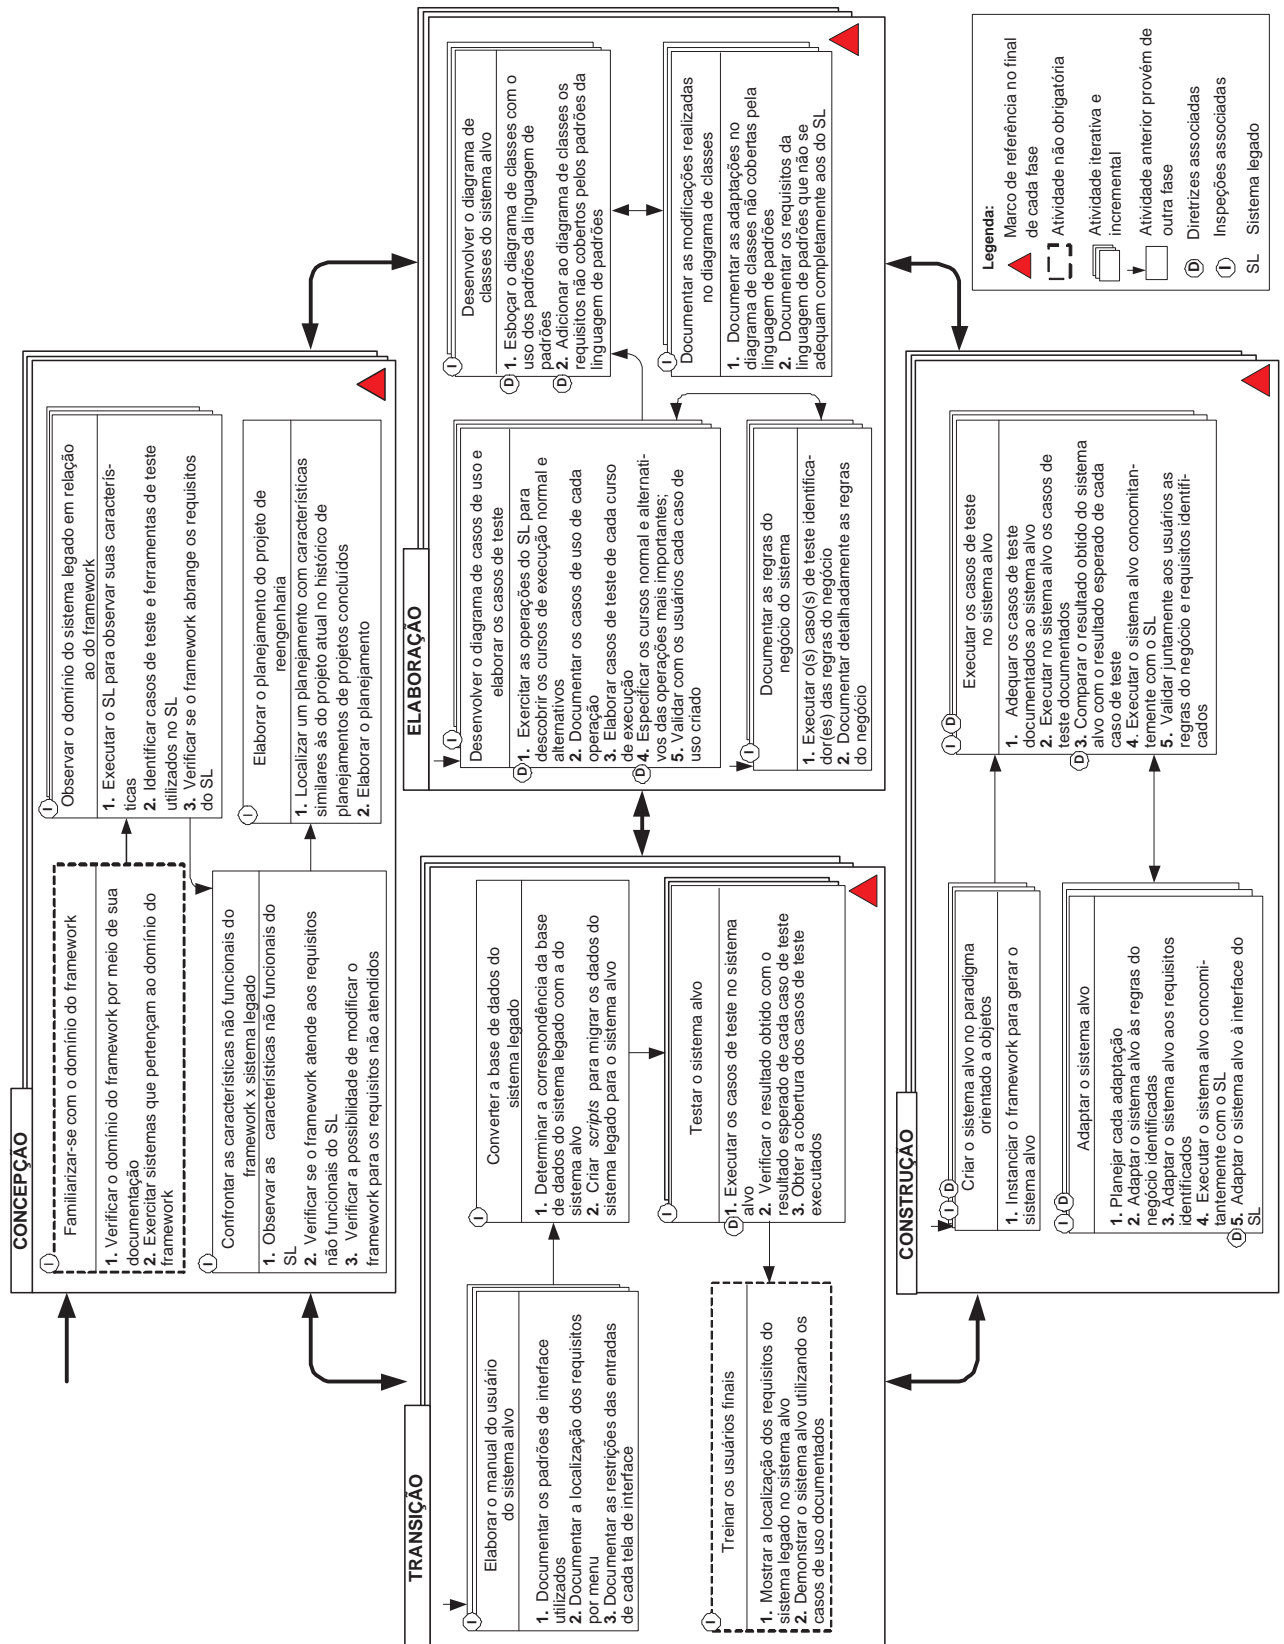 CONCEPÇÃO
Familiarizar-se com o domínio do framework
1. Verificar o domínio do framework por meio de sua
documentação
2. Exercitar sistemas que pertençam ao domínio do
framework
I
Observar o domínio do sistema legado em relação
ao do framework
1. Executar o SL para observar suas caracterís-
ticas
2. Identificar casos de teste e ferramentas de teste
utilizados no SL
3. Verificar se o framework abrange os requisitos
do SL
I
Confrontar as características não funcionais do
framework x sistema legado
1. Observar as características não funcionais do
SL
2. Verificar se o framework atende aos requisitos
não funcionais do SL
3. Verificar a possibilidade de modificar o
framework para os requisitos não atendidos
I
Elaborar o planejamento do projeto de
reengenharia
1. Localizar um planejamento com características
similares às do projeto atual no histórico de
planejamentos de projetos concluídos
2. Elaborar o planejamento
I
TRANSIÇÃO
Elaborar o manual do usuário
do sistema alvo
1. Documentar os padrões de interface
utilizados
2. Documentar a localização dos requisitos
por menu
3. Documentar as restrições das entradas
de cada tela de interface
I
Converter a base de dados do
sistema legado
1. Determinar a correspondência da base
de dados do sistema legado com a do
sistema alvo
2. Criar scripts para migrar os dados do
sistema legado para o sistema alvo
I
Treinar os usuários finais
1. Mostrar a localização dos requisitos do
sistema legado no sistema alvo
2. Demonstrar o sistema alvo utilizando os
casos de uso documentados
I
Testar o sistema alvo
D
1. Executar os casos de teste no sistema
alvo
2. Verificar o resultado obtido com o
resultado esperado de cada caso de teste
3. Obter a cobertura dos casos de teste
executados
I
ELABORAÇÃO
Desenvolver o diagrama de casos de uso e
elaborar os casos de teste
D
1. Exercitar as operações do SL para
descobrir os cursos de execução normal e
alternativos
2. Documentar os casos de uso de cada
operação
3. Elaborar casos de teste de cada curso
de execução
D
4. Especificar os cursos normal e alternati-
vos das operações mais importantes;
5. Validar com os usuários cada caso de
uso criado
I
Desenvolver o diagrama de
classes do sistema alvo
D
1. Esboçar o diagrama de classes com o
uso dos padrões da linguagem de
padrões
D
2. Adicionar ao diagrama de classes os
requisitos não cobertos pelos padrões da
linguagem de padrões
I
Documentar as regras do
negócio do sistema
1. Executar o(s) caso(s) de teste identifica-
dor(es) das regras do negócio
2. Documentar detalhadamente as regras
do negócio
I
Documentar as modificações realizadas
no diagrama de classes
1. Documentar as adaptações no
diagrama de classes não cobertas pela
linguagem de padrões
2. Documentar os requisitos da
linguagem de padrões que não se
adequam completamente aos do SL
I
CONSTRUÇÃO
Criar o sistema alvo no paradigma
orientado a objetos
1. Instanciar o framework para gerar o
sistema alvo
I D
Executar os casos de teste
no sistema alvo
1. Adequar os casos de teste
documentados ao sistema alvo
2. Executar no sistema alvo os casos de
teste documentados
D
3. Comparar o resultado obtido do sistema
alvo com o resultado esperado de cada
caso de teste
4. Executar o sistema alvo concomitan-
temente com o SL
5. Validar juntamente aos usuários as
regras do negócio e requisitos identifi-
cados
I D
Adaptar o sistema alvo
1. Planejar cada adaptação
2. Adaptar o sistema alvo às regras do
negócio identificadas
3. Adaptar o sistema alvo aos requisitos
identificados
4. Executar o sistema alvo concomi-
tantemente com o SL
D
5. Adaptar o sistema alvo à interface do
SL
I D
Legenda:
Marco de referência no final
de cada fase
Atividade não obrigatória
Atividade iterativa e
incremental
Atividade anterior provém de
outra fase
D
Diretrizes associadas
I
Inspeções associadas
SL
Sistema legado